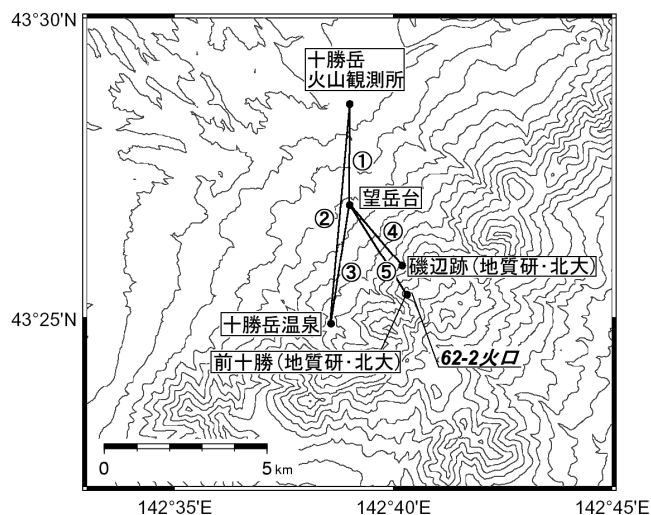 43°30'N
十勝岳
火山観測所
①
望岳台
②
④
③
⑤
磯辺跡(地質研・北大)
43°25'N
十勝岳温泉
前十勝(地質研・北大)
62-2火口
0
5 km
142°35'E
142°40'E
142°45'E